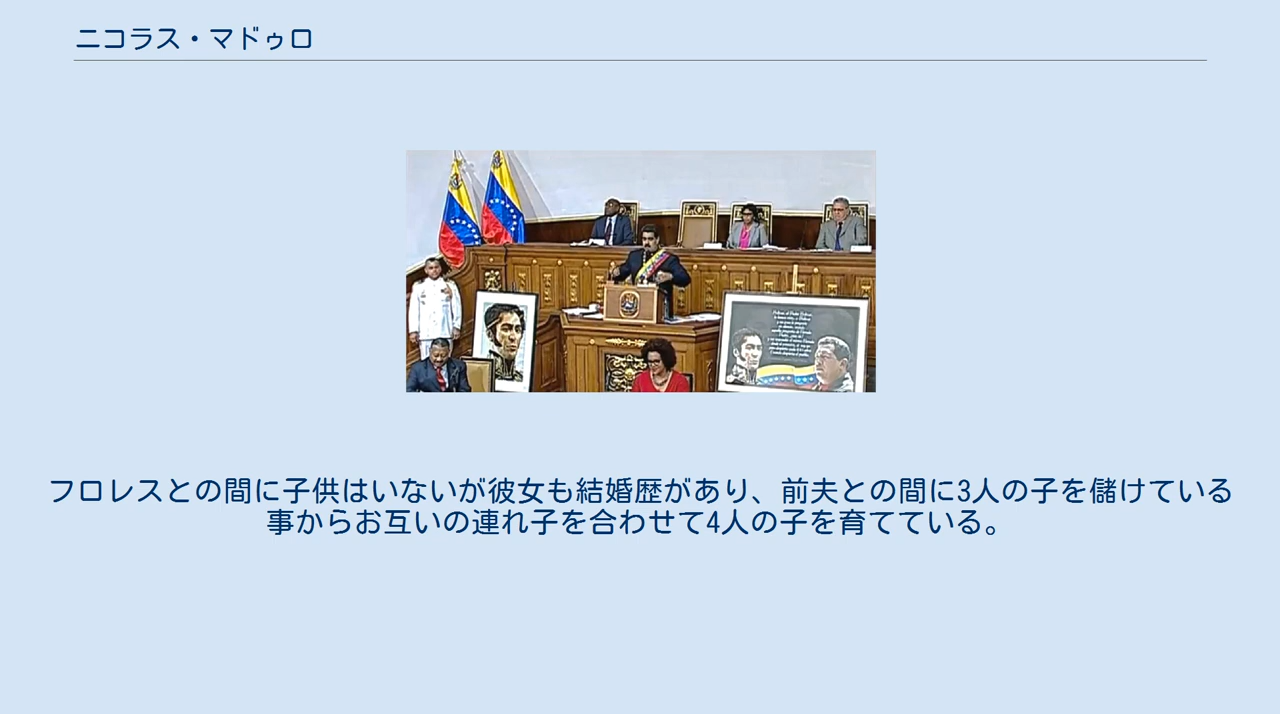 ニコラス・マドゥロ
フロレスとの間に子供はいないが彼女も結婚歴があり、前夫との間に3人の子を儲けている
事からお互いの連れ子を合わせて4人の子を育てている。